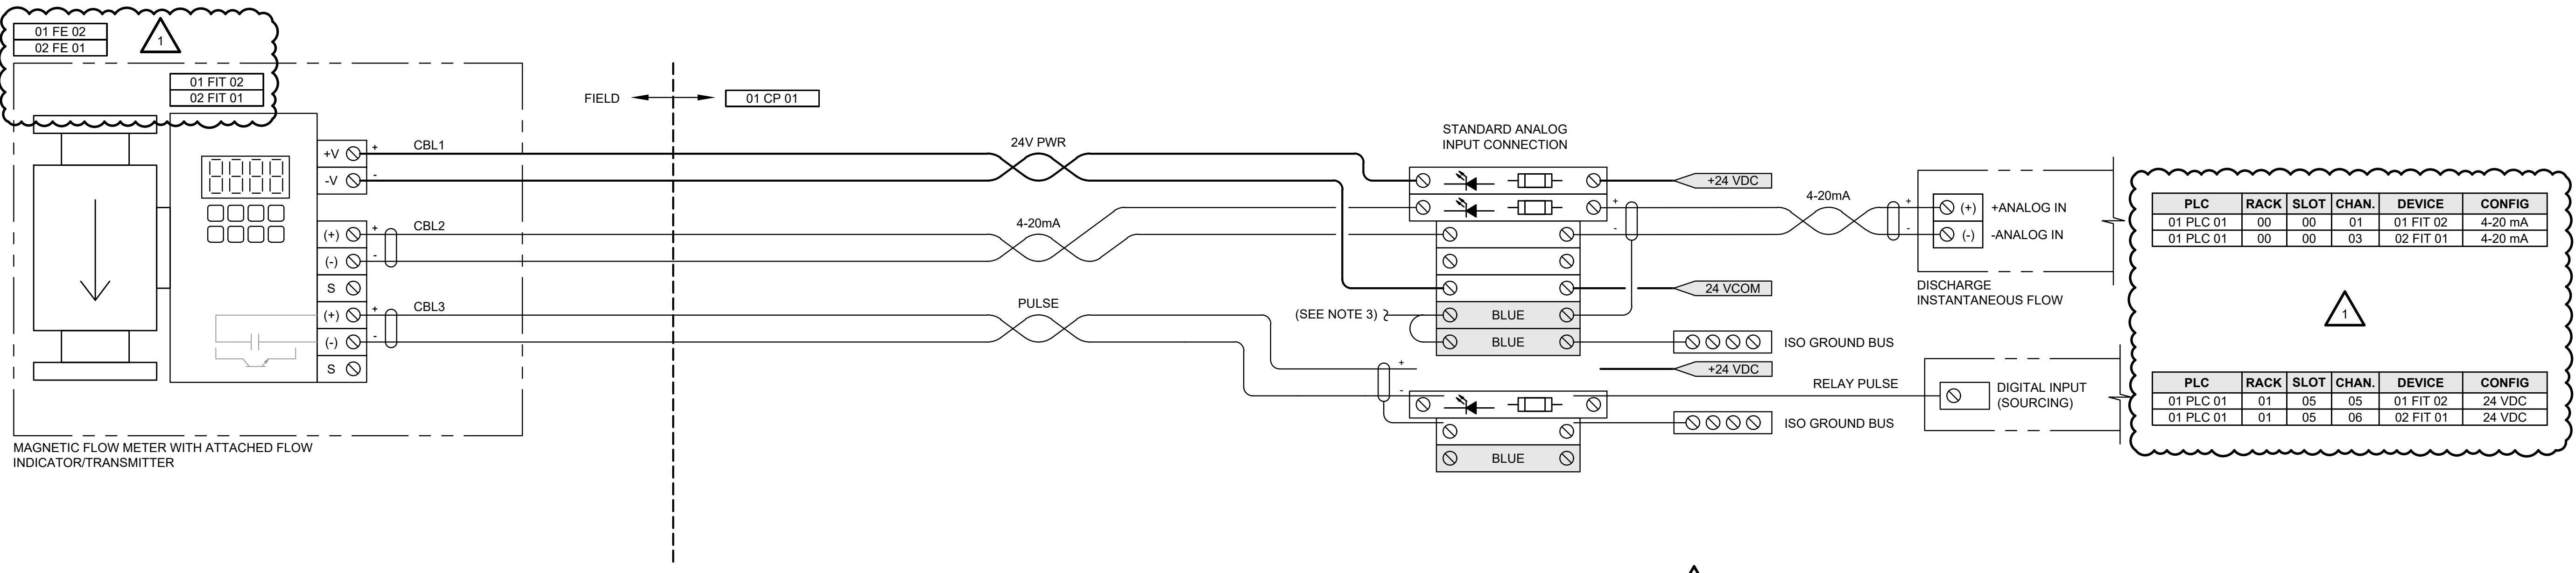 01 FE 02
02 FE 01
1
01 FIT 02
02 FIT 01
FIELD
01 CP 01
+V
+
CBL1
-V
-
(+)
+
CBL2
(-)
-
S
(+)
+
CBL3
(-)
-
S
MAGNETIC FLOW METER WITH ATTACHED FLOW
INDICATOR/TRANSMITTER
24V PWR
4-20mA
PULSE
STANDARD ANALOG
INPUT CONNECTION
+24 VDC
+
-
4-20mA
24 VCOM
(SEE NOTE 3)
BLUE
BLUE
ISO GROUND BUS
+
+24 VDC
-
RELAY PULSE
ISO GROUND BUS
BLUE
+
(+)
+ANALOG IN
-
(-)
-ANALOG IN
DISCHARGE
INSTANTANEOUS FLOW
DIGITAL INPUT
(SOURCING)
PLC RACK SLOT CHAN. DEVICE CONFIG
01 PLC 01 00 00 01 01 FIT 02 4-20 mA
01 PLC 01 00 00 03 02 FIT 01 4-20 mA
1
PLC RACK SLOT CHAN. DEVICE CONFIG
01 PLC 01 01 05 05 01 FIT 02 24 VDC
01 PLC 01 01 05 06 02 FIT 01 24 VDC